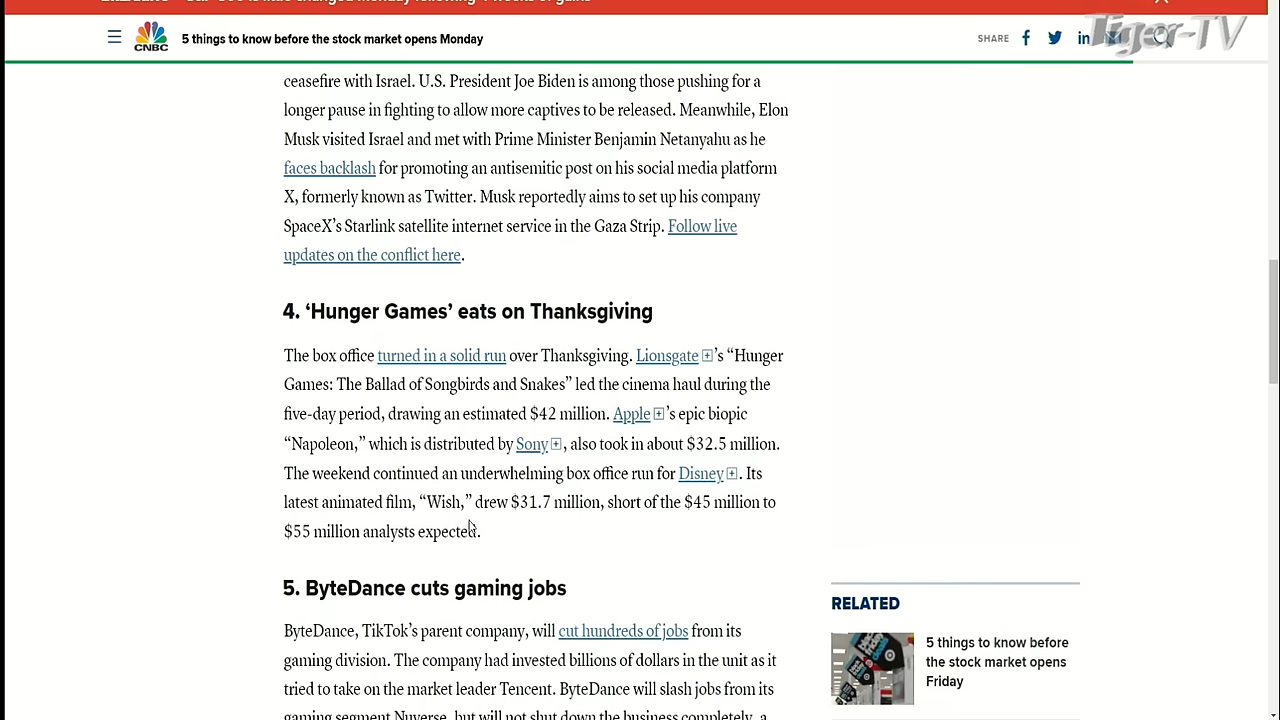 5 things to know before the stock market opens Monday
SHARE
Tiger-TV
CNBC
ceasefire with Israel. U.S. President Joe Biden is among those pushing for a
longer pause in fighting to allow more captives to be released. Meanwhile, Elon
Musk visited Israel and met with Prime Minister Benjamin Netanyahu as he
faces backlash for promoting an antisemitic post on his social media platform
X, formerly known as Twitter. Musk reportedly aims to set up his company
SpaceX’s Starlink satellite internet service in the Gaza Strip. Follow live
updates on the conflict here.
4. ‘Hunger Games’ eats on Thanksgiving
The box office turned in a solid run over Thanksgiving. Lionsgate’s “Hunger
Games: The Ballad of Songbirds and Snakes” led the cinema haul during the
five-day period, drawing an estimated $42 million. Apple’s epic biopic
“Napoleon,” which is distributed by Sony, also took in about $32.5 million.
The weekend continued an underwhelming box office run for Disney. Its
latest animated film, “Wish,” drew $31.7 million, short of the $45 million to
$55 million analysts expected.
5. ByteDance cuts gaming jobs
ByteDance, TikTok’s parent company, will cut hundreds of jobs from its
gaming division. The company had invested billions of dollars in the unit as it
tried to take on the market leader Tencent. ByteDance will slash jobs from its
gaming segment Nuverse, but will not shut down the business completely, a
RELATED
5 things to know before
the stock market opens
Friday